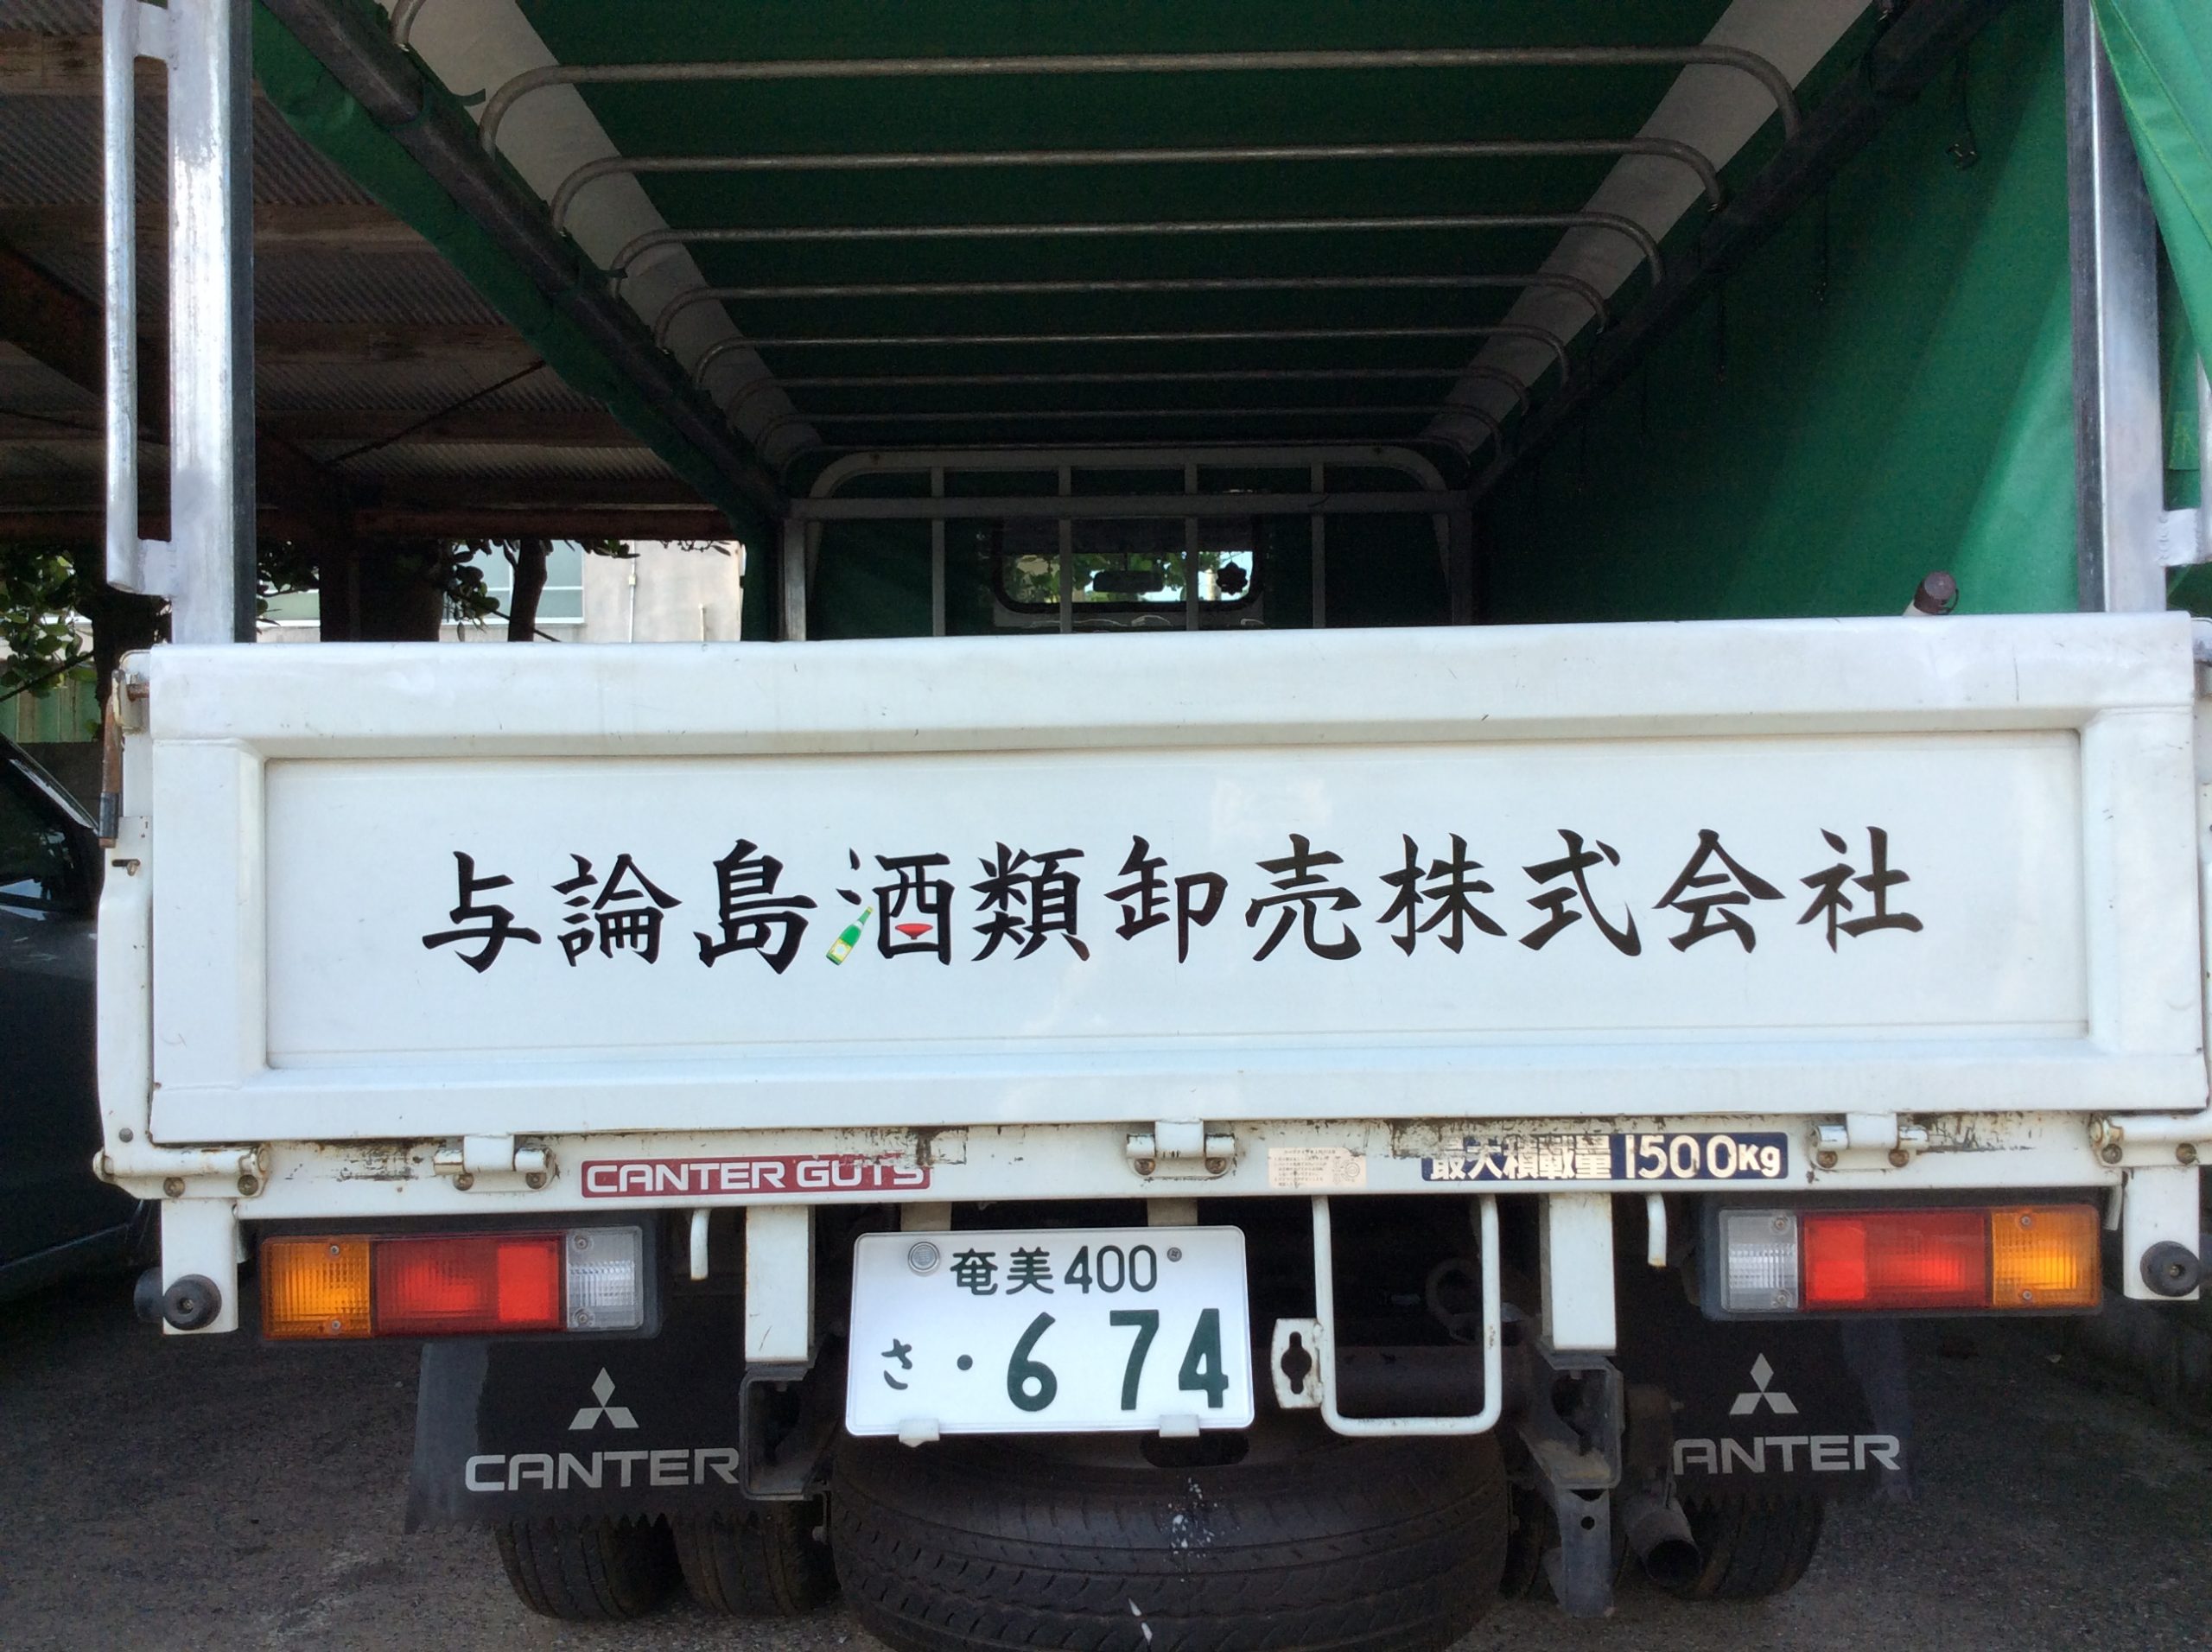 与論島酒類卸売株式会社
CANTER GUTS
最大積載量 1500Kg
奄美400
さ ・674
CANTER
ANTER